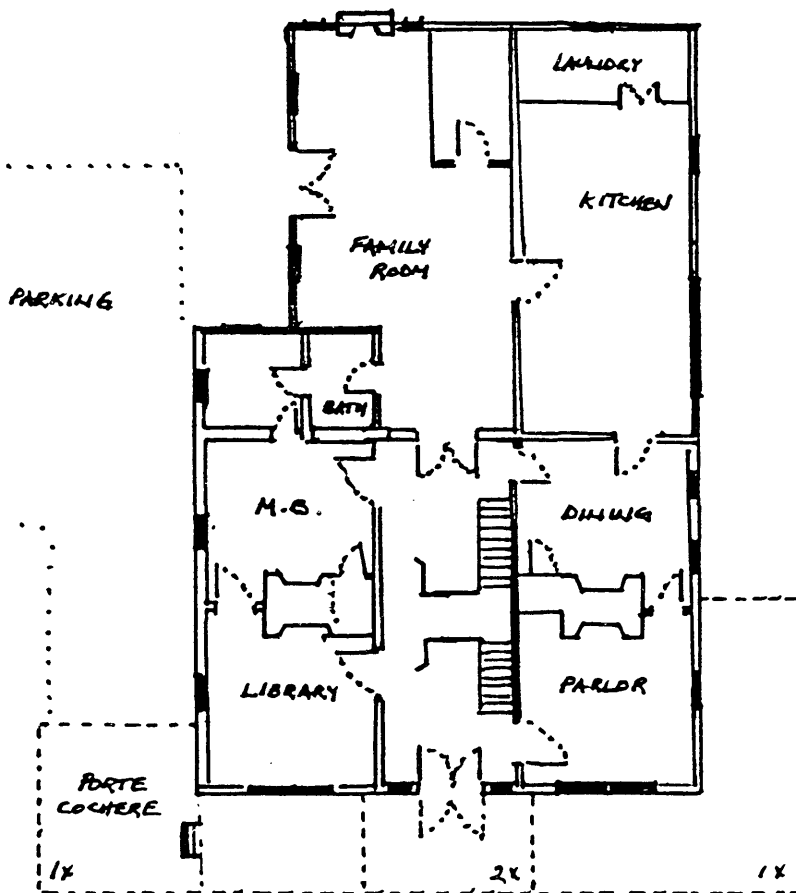 LAUNDRY
KITCHEN
FAMILY
ROOM
PARKING
BATH
M.B.
DINING
LIBRARY
PARLOR
PORTE
COCHERE
1X
2X
1X